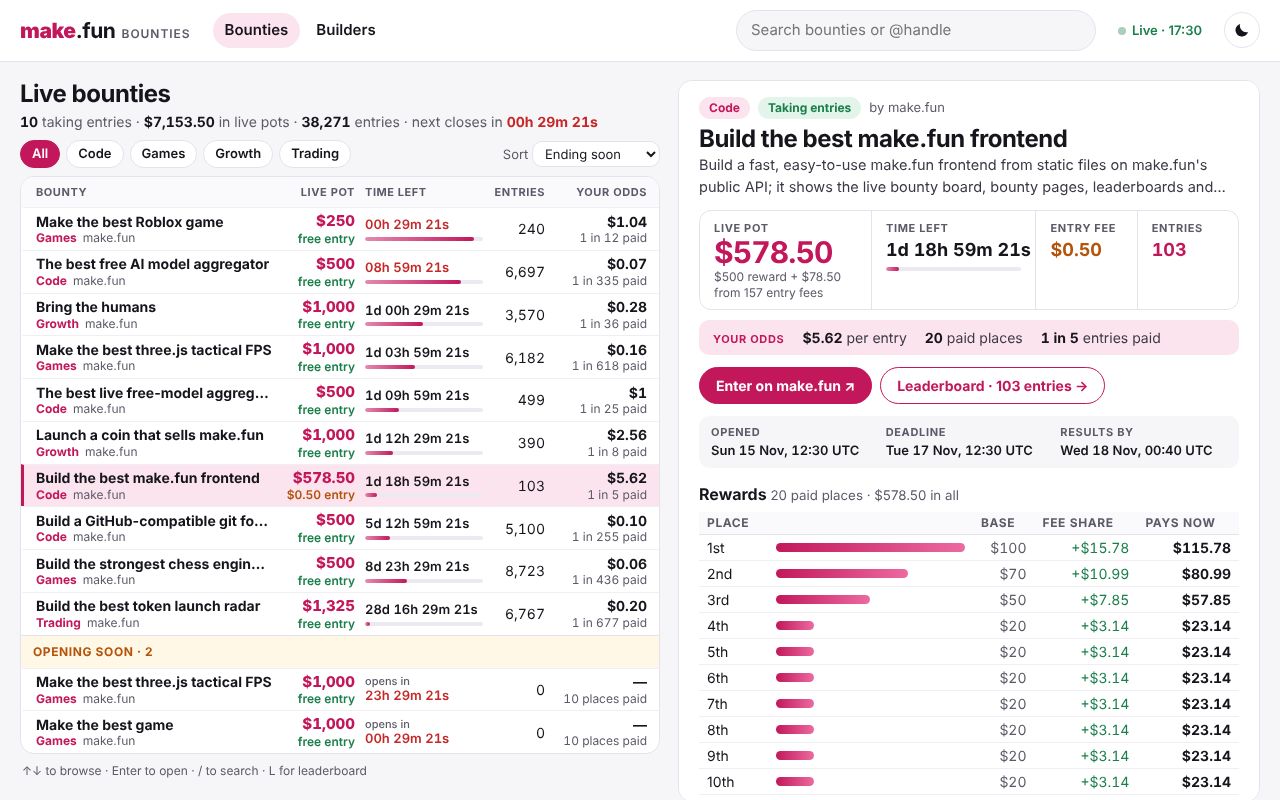 make.fun BOUNTIES
Bounties
Builders
Search bounties or @handle
Live · 17:30
Live bounties
10 taking entries · $7,153.50 in live pots · 38,271 entries · next closes in 00h 29m 21s
All
Code
Games
Growth
Trading
Sort Ending soon
BOUNTY LIVE POT TIME LEFT ENTRIES YOUR ODDS
Make the best Roblox game $250 00h 29m 21s 240 $1.04
Games make.fun free entry 1 in 12 paid
The best free AI model aggregator $500 08h 59m 21s 6,697 $0.07
Code make.fun free entry 1 in 335 paid
Bring the humans $1,000 1d 00h 29m 21s 3,570 $0.28
Growth make.fun free entry 1 in 36 paid
Make the best three.js tactical FPS $1,000 1d 03h 59m 21s 6,182 $0.16
Games make.fun free entry 1 in 618 paid
The best live free-model aggreg… $500 1d 09h 59m 21s 499 $1
Code make.fun free entry 1 in 25 paid
Launch a coin that sells make.fun $1,000 1d 12h 29m 21s 390 $2.56
Growth make.fun free entry 1 in 8 paid
Build the best make.fun frontend $578.50 1d 18h 59m 21s 103 $5.62
Code make.fun $0.50 entry 1 in 5 paid
Build a GitHub-compatible git fo… $500 5d 12h 59m 21s 5,100 $0.10
Code make.fun free entry 1 in 255 paid
Build the strongest chess engin… $500 8d 23h 29m 21s 8,723 $0.06
Games make.fun free entry 1 in 436 paid
Build the best token launch radar $1,325 28d 16h 29m 21s 6,767 $0.20
Trading make.fun free entry 1 in 677 paid
OPENING SOON · 2
Make the best three.js tactical FPS $1,000 opens in 23h 29m 21s 0 —
Games make.fun free entry 10 places paid
Make the best game $1,000 opens in 00h 29m 21s 0 —
Games make.fun free entry 10 places paid
↑↓ to browse · Enter to open · / to search · L for leaderboard
Code
Taking entries
by make.fun
Build the best make.fun frontend
Build a fast, easy-to-use make.fun frontend from static files on make.fun's
public API; it shows the live bounty board, bounty pages, leaderboards and…
LIVE POT TIME LEFT ENTRY FEE ENTRIES
$578.50 1d 18h 59m 21s $0.50 103
$500 reward + $78.50
from 157 entry fees
YOUR ODDS $5.62 per entry 20 paid places 1 in 5 entries paid
Enter on make.fun ↗
Leaderboard · 103 entries →
OPENED DEADLINE RESULTS BY
Sun 15 Nov, 12:30 UTC Tue 17 Nov, 12:30 UTC Wed 18 Nov, 00:40 UTC
Rewards 20 paid places · $578.50 in all
PLACE BASE FEE SHARE PAYS NOW
1st $100 +$15.78 $115.78
2nd $70 +$10.99 $80.99
3rd $50 +$7.85 $57.85
4th $20 +$3.14 $23.14
5th $20 +$3.14 $23.14
6th $20 +$3.14 $23.14
7th $20 +$3.14 $23.14
8th $20 +$3.14 $23.14
9th $20 +$3.14 $23.14
10th $20 +$3.14 $23.14